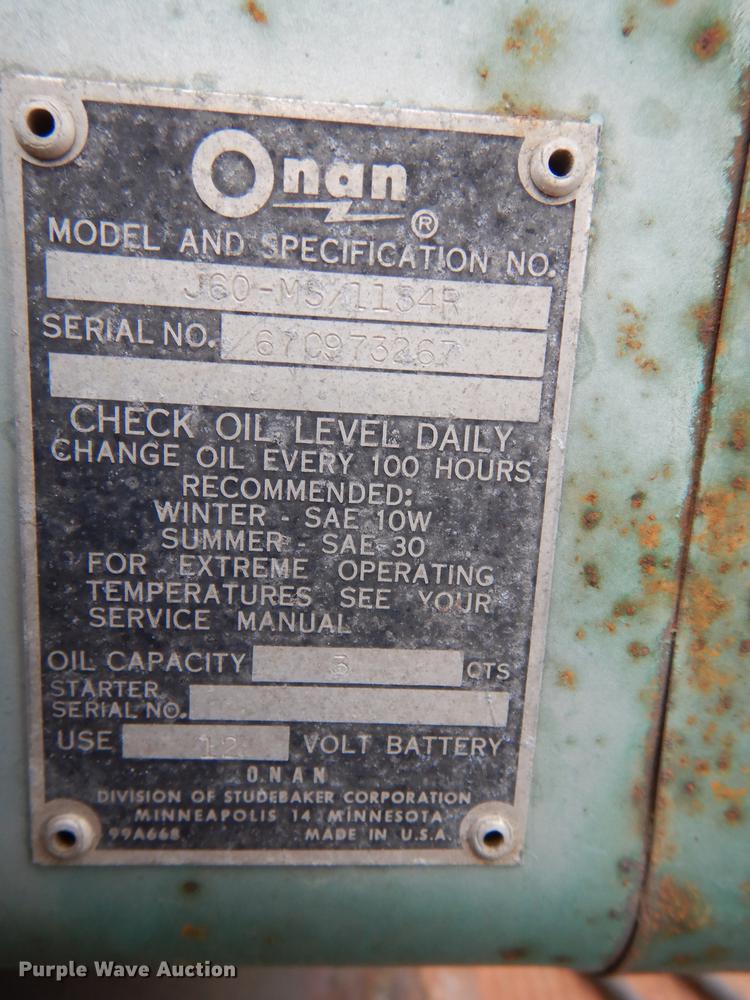 Onan ®
MODEL AND SPECIFICATION NO.
J60-MS/1134R
SERIAL NO. 67C973267
CHECK OIL LEVEL DAILY
CHANGE OIL EVERY 100 HOURS
RECOMMENDED:
WINTER - SAE 10W
SUMMER - SAE 30
FOR EXTREME OPERATING
TEMPERATURES SEE YOUR
SERVICE MANUAL
OIL CAPACITY 3 QTS
STARTER
SERIAL NO.
USE 12 VOLT BATTERY
ONAN
DIVISION OF STUDEBAKER CORPORATION
MINNEAPOLIS 14 MINNESOTA
99A668 MADE IN U.S.A.
Purple Wave Auction